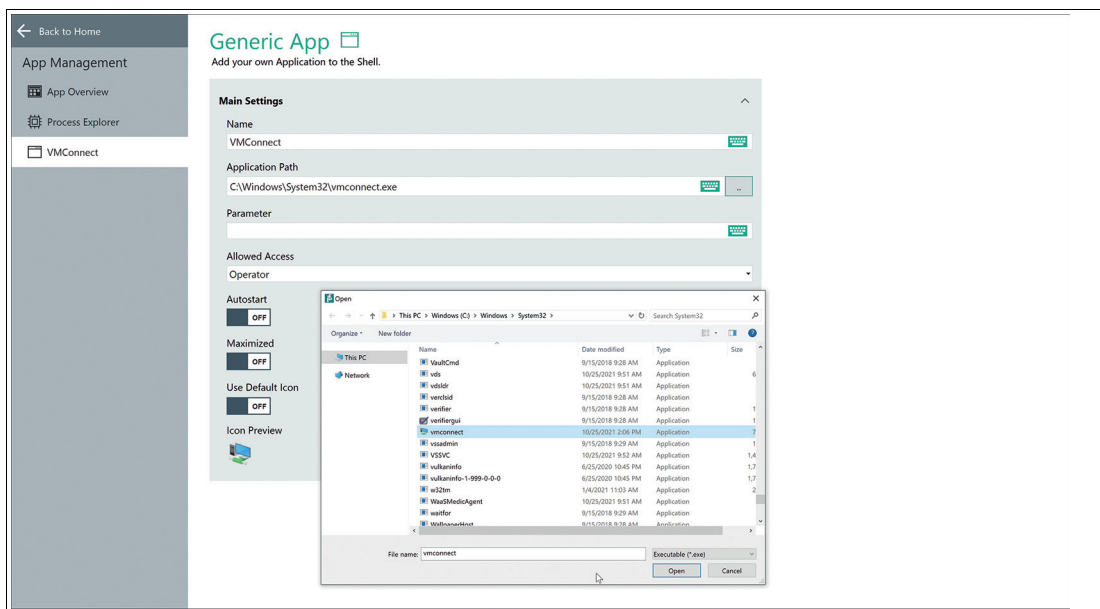 Back to Home
App Management
App Overview
Process Explorer
VMConnect
Generic App
Add your own Application to the Shell.
Main Settings
Name
VMConnect
Application Path
C:\Windows\System32\vmconnect.exe
..
Parameter
Allowed Access
Operator
Autostart
OFF
Maximized
OFF
Use Default Icon
OFF
Icon Preview
Open
This PC > Windows (C:) > Windows > System32 >
Search System32
Organize
New folder
This PC
Network
Name Date modified Type Size
VaultCmd 9/15/2018 9:28 AM Application
vds 10/25/2021 9:51 AM Application 6
vdsldr 10/25/2021 9:51 AM Application
verclsid 9/15/2018 9:28 AM Application
verifier 9/15/2018 9:28 AM Application 1
verifiergui 9/15/2018 9:28 AM Application 1
vmconnect 10/25/2021 2:06 PM Application 7
vssadmin 9/15/2018 9:29 AM Application 1
VSSVC 10/25/2021 9:52 AM Application 1,4
vulkaninfo 6/25/2020 10:45 PM Application 1,7
vulkaninfo-1-999-0-0-0 6/25/2020 10:45 PM Application 1,7
w32tm 1/4/2021 11:03 AM Application 2
WaaSMedicAgent 10/25/2021 9:51 AM Application
waitfor 9/15/2018 9:29 AM Application
WallpaperHost 9/15/2018 9:28 AM Application
File name: vmconnect
Executable (*.exe)
Open
Cancel